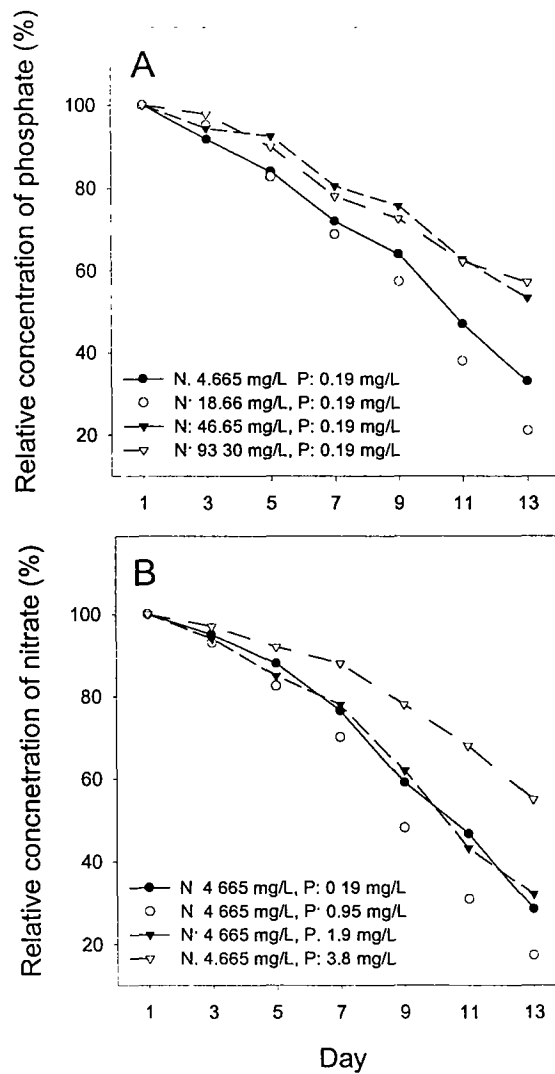 A
Relative concentration of phosphate (%)
100
80
60
40
20
N. 4.665 mg/L P: 0.19 mg/L
N· 18.66 mg/L, P: 0.19 mg/L
N: 46.65 mg/L, P: 0.19 mg/L
N· 93 30 mg/L, P: 0.19 mg/L
1 3 5 7 9 11 13
B
Relative concnetration of nitrate (%)
100
80
60
40
20
N 4 665 mg/L, P: 0 19 mg/L
N 4 665 mg/L, P· 0.95 mg/L
N· 4 665 mg/L, P. 1.9 mg/L
N. 4.665 mg/L, P: 3.8 mg/L
1 3 5 7 9 11 13
Day